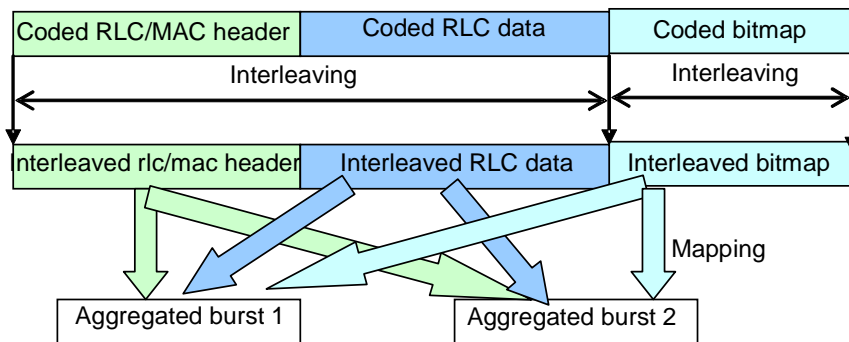 Coded RLC/MAC header
Coded RLC data
Coded bitmap
Interleaving
Interleaving
Interleaved rlc/mac header
Interleaved RLC data
Interleaved bitmap
Mapping
Aggregated burst 1
Aggregated burst 2